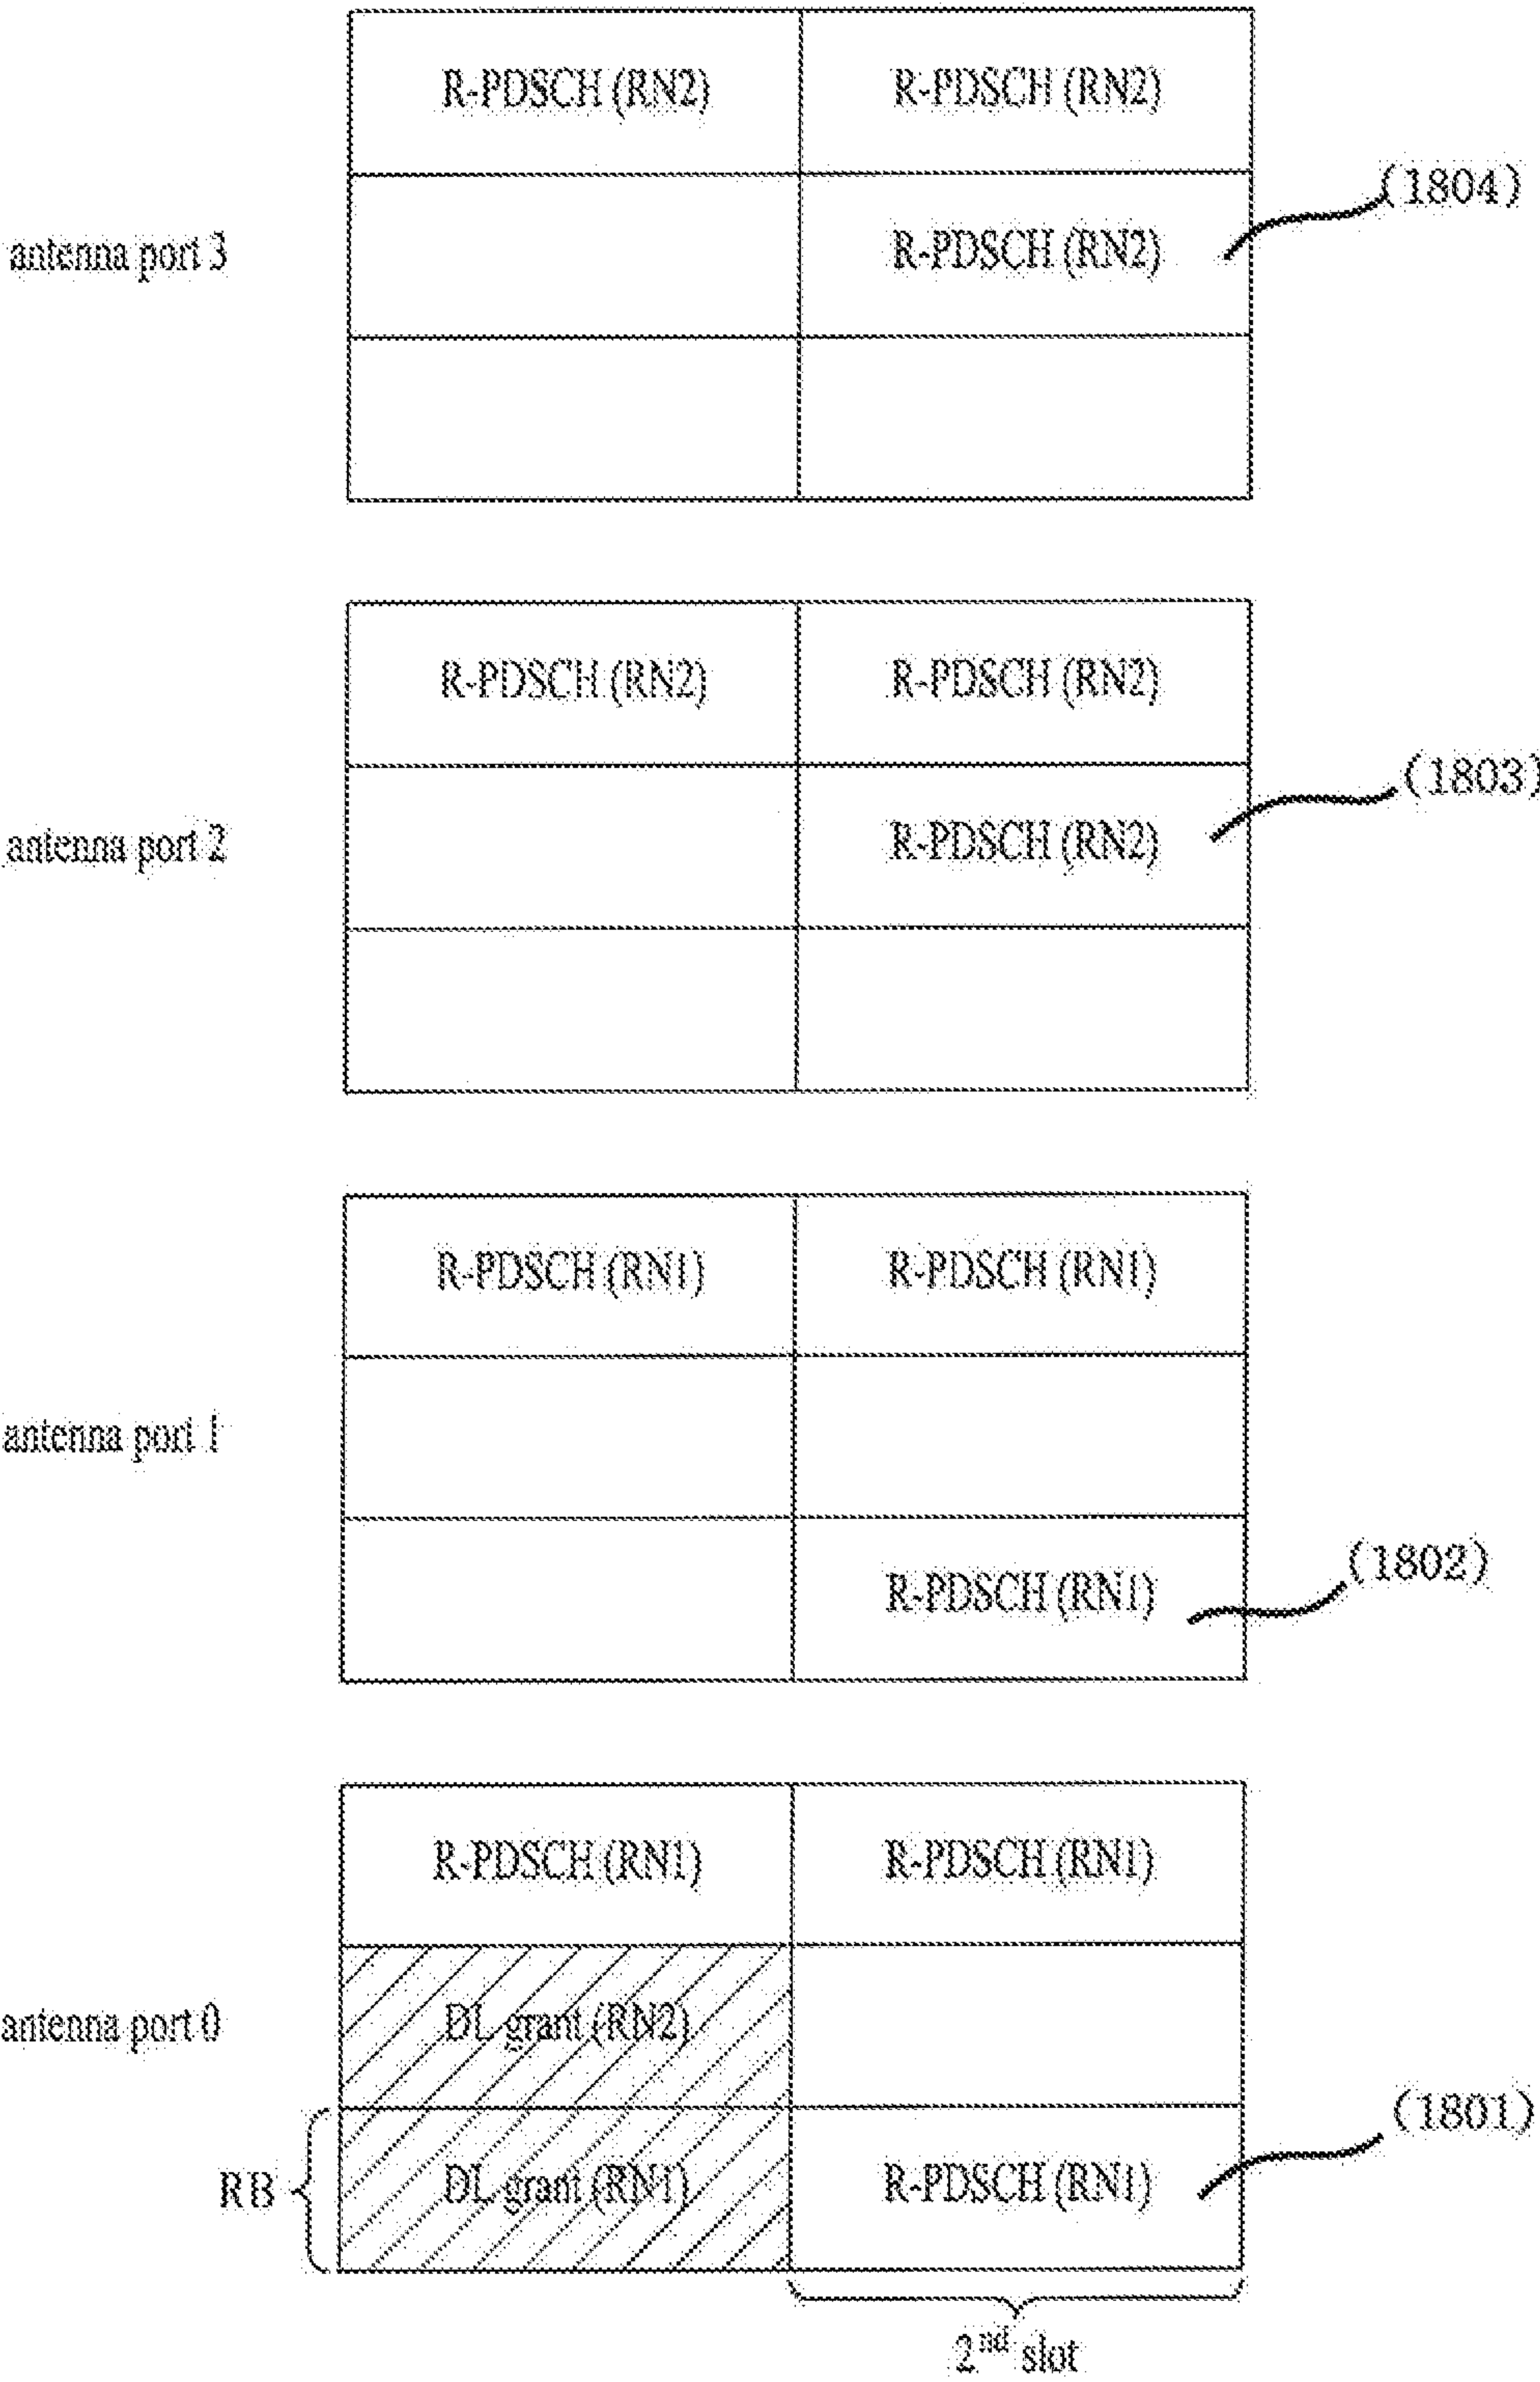 R-PDSCH (RN2) R-PDSCH (RN2)
(1804)
antenna port 3 R-PDSCH (RN2)
R-PDSCH (RN2) R-PDSCH (RN2)
(1803)
antenna port 2 R-PDSCH (RN2)
R-PDSCH (RN1) R-PDSCH (RN1)
antenna port 1
R-PDSCH (RN1) (1802)
R-PDSCH (RN1) R-PDSCH (RN1)
antenna port 0 DL grant (RN2)
(1801)
RB DL grant (RN1) R-PDSCH (RN1)
2nd slot